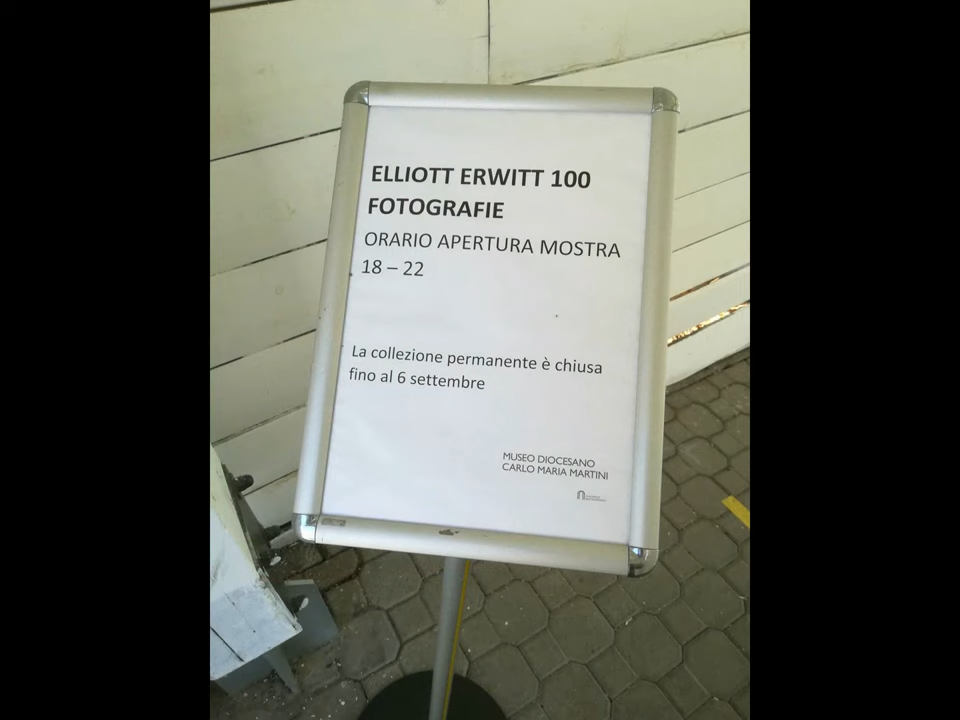 ELLIOTT ERWITT 100
FOTOGRAFIE
ORARIO APERTURA MOSTRA
18 – 22
La collezione permanente è chiusa
fino al 6 settembre
MUSEO DIOCESANO
CARLO MARIA MARTINI